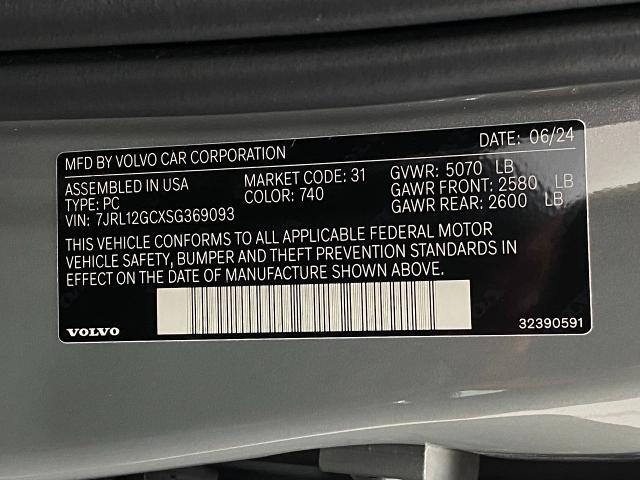 MFD BY VOLVO CAR CORPORATION DATE: 06/24
ASSEMBLED IN USA MARKET CODE: 31 GVWR: 5070 LB
TYPE: PC COLOR: 740 GAWR FRONT: 2580 LB
VIN: 7JRL12GCXSG369093 GAWR REAR: 2600 LB
THIS VEHICLE CONFORMS TO ALL APPLICABLE FEDERAL MOTOR
VEHICLE SAFETY, BUMPER AND THEFT PREVENTION STANDARDS IN
EFFECT ON THE DATE OF MANUFACTURE SHOWN ABOVE.
VOLVO 32390591